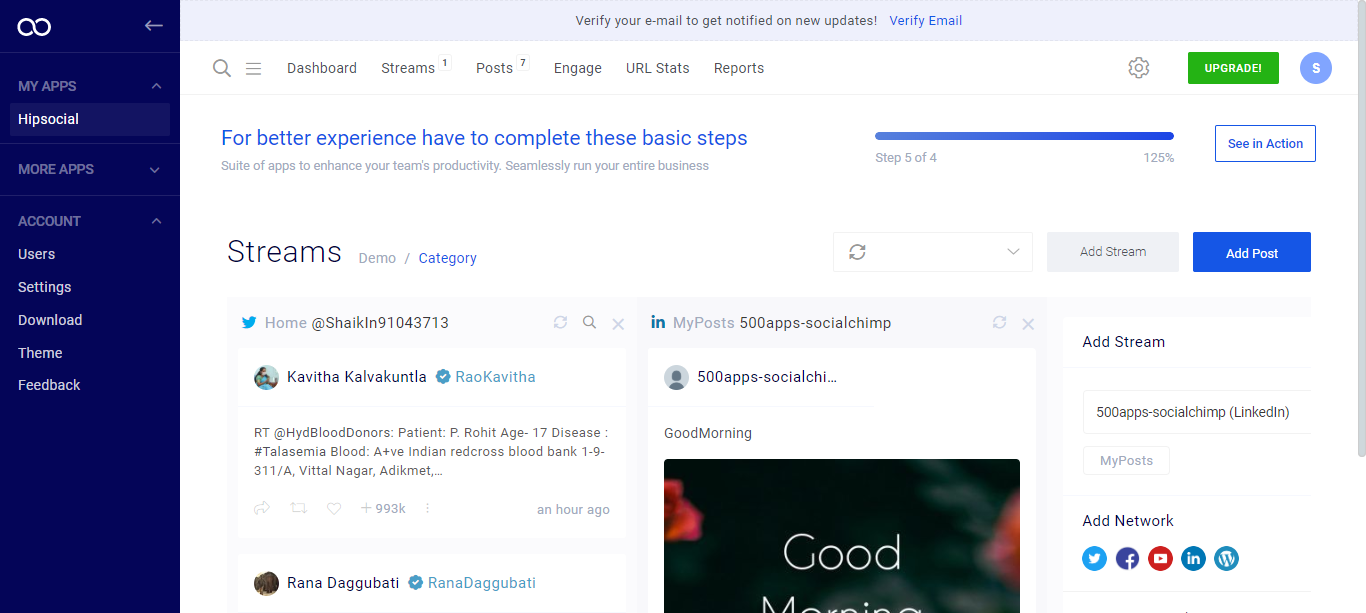 Verify your e-mail to get notified on new updates! Verify Email
MY APPS
Hipsocial
MORE APPS
ACCOUNT
Users
Settings
Download
Theme
Feedback
Dashboard Streams 1 Posts 7 Engage URL Stats Reports
UPGRADE! S
For better experience have to complete these basic steps
Suite of apps to enhance your team's productivity. Seamlessly run your entire business
Step 5 of 4 125%
See in Action
Streams Demo / Category
Add Stream Add Post
Home @ShaikIn91043713
Kavitha Kalvakuntla RaoKavitha
RT @HydBloodDonors: Patient: P. Rohit Age- 17 Disease :
#Talasemia Blood: A+ve Indian redcross blood bank 1-9-
311/A, Vittal Nagar, Adikmet,...
+ 993k an hour ago
Rana Daggubati RanaDaggubati
in MyPosts 500apps-socialchimp
500apps-socialchi...
GoodMorning
Good
Morning
Add Stream
500apps-socialchimp (LinkedIn)
MyPosts
Add Network